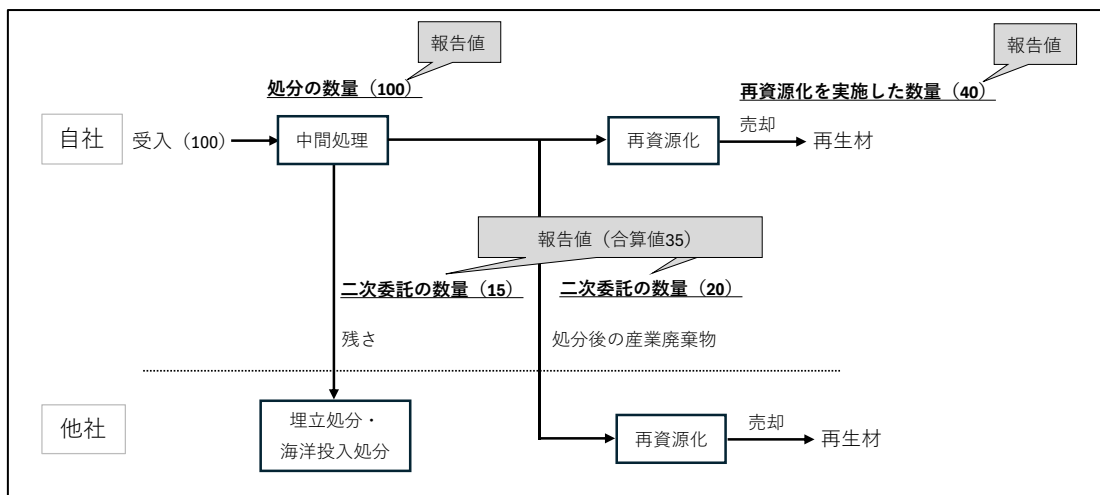 報告値
報告値
処分の数量（100）
再資源化を実施した数量（40）
自社
受入（100）
中間処理
再資源化
売却
再生材
報告値（合算値35）
二次委託の数量（15）
二次委託の数量（20）
残さ
処分後の産業廃棄物
他社
埋立処分・
海洋投入処分
再資源化
売却
再生材